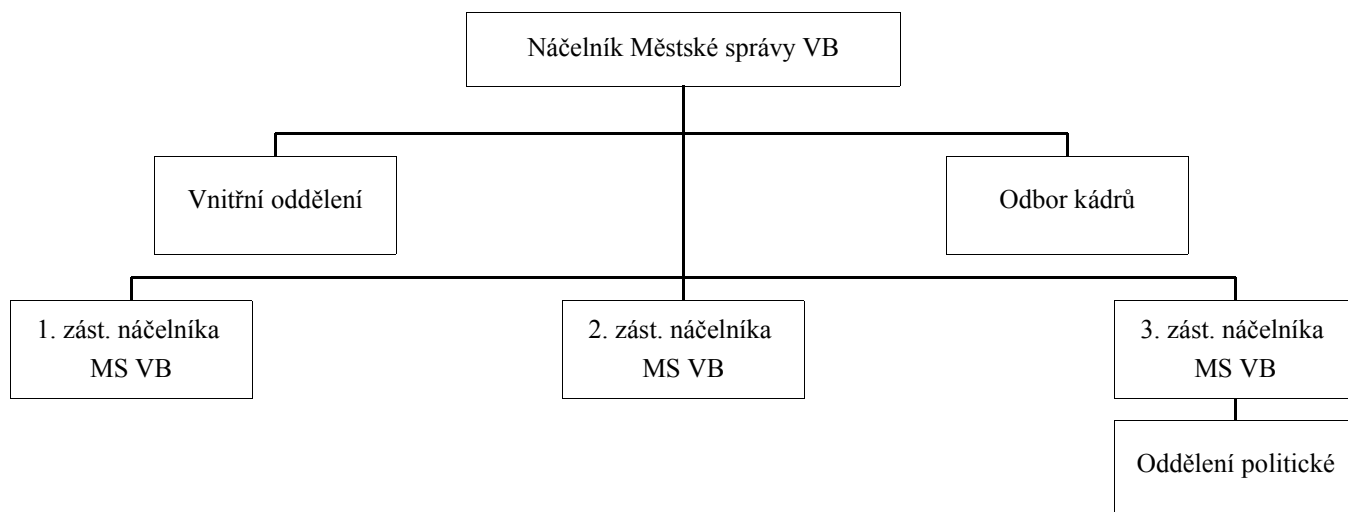 Náčelník Městské správy VB
Vnitřní oddělení
Odbor kádrů
1. zást. náčelníka
MS VB
2. zást. náčelníka
MS VB
3. zást. náčelníka
MS VB
Oddělení politické